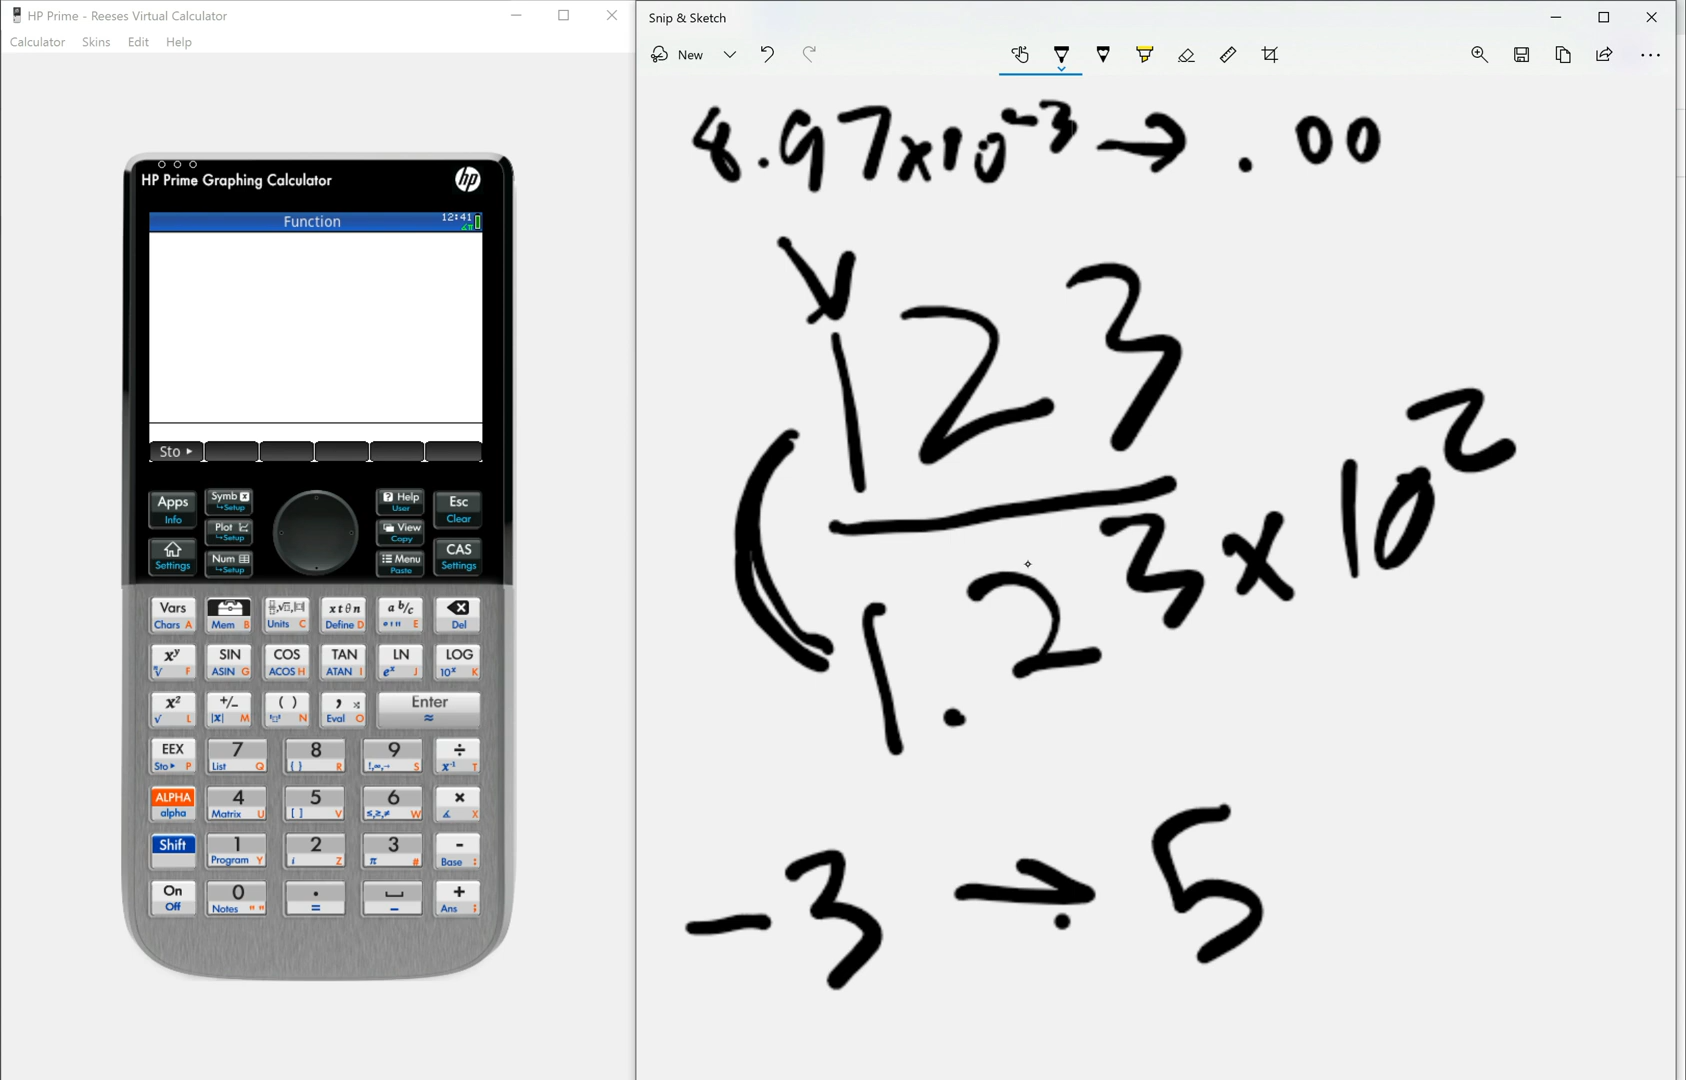 HP Prime - Reeses Virtual Calculator
Calculator Skins Edit Help
HP Prime Graphing Calculator hp
Function 12:41
Sto ▸
Apps Info
Symb Setup
Help User
Esc Clear
Plot Setup
View Copy
Settings
Num Setup
Menu Paste
CAS Settings
Vars Chars A
Mem B
Units C
x t θ n Define D
a b/c E
Del
xʸ F
SIN ASIN G
COS ACOS H
TAN ATAN I
LN eˣ J
LOG 10ˣ K
x² √ L
+/- |x| M
( ) N
, Eval O
Enter ≈
EEX Sto ▸ P
7 List Q
8 { } R
9 !,∞,→ S
÷ x⁻¹ T
ALPHA alpha
4 Matrix U
5 [ ] V
6 ≤,≥,≠ W
× ∡ X
Shift
1 Program Y
2 i Z
3 π #
- Base :
On Off
0 Notes " "
. =
␣ _
+ Ans ;
Snip & Sketch
New
8.97x10⁻³ → .00
123
1.23 x 10²
-3 → 5